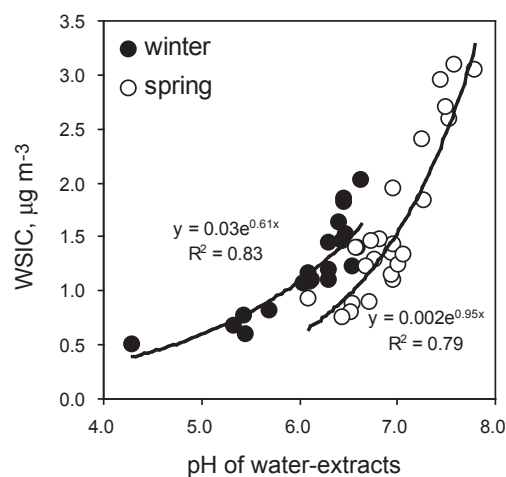 3.5
3.0
2.5
2.0
1.5
1.0
0.5
0.0
WSIC, µg m⁻³
winter
spring
y = 0.03e⁰·⁶¹ˣ
R² = 0.83
y = 0.002e⁰·⁹⁵ˣ
R² = 0.79
4.0 5.0 6.0 7.0 8.0
pH of water-extracts